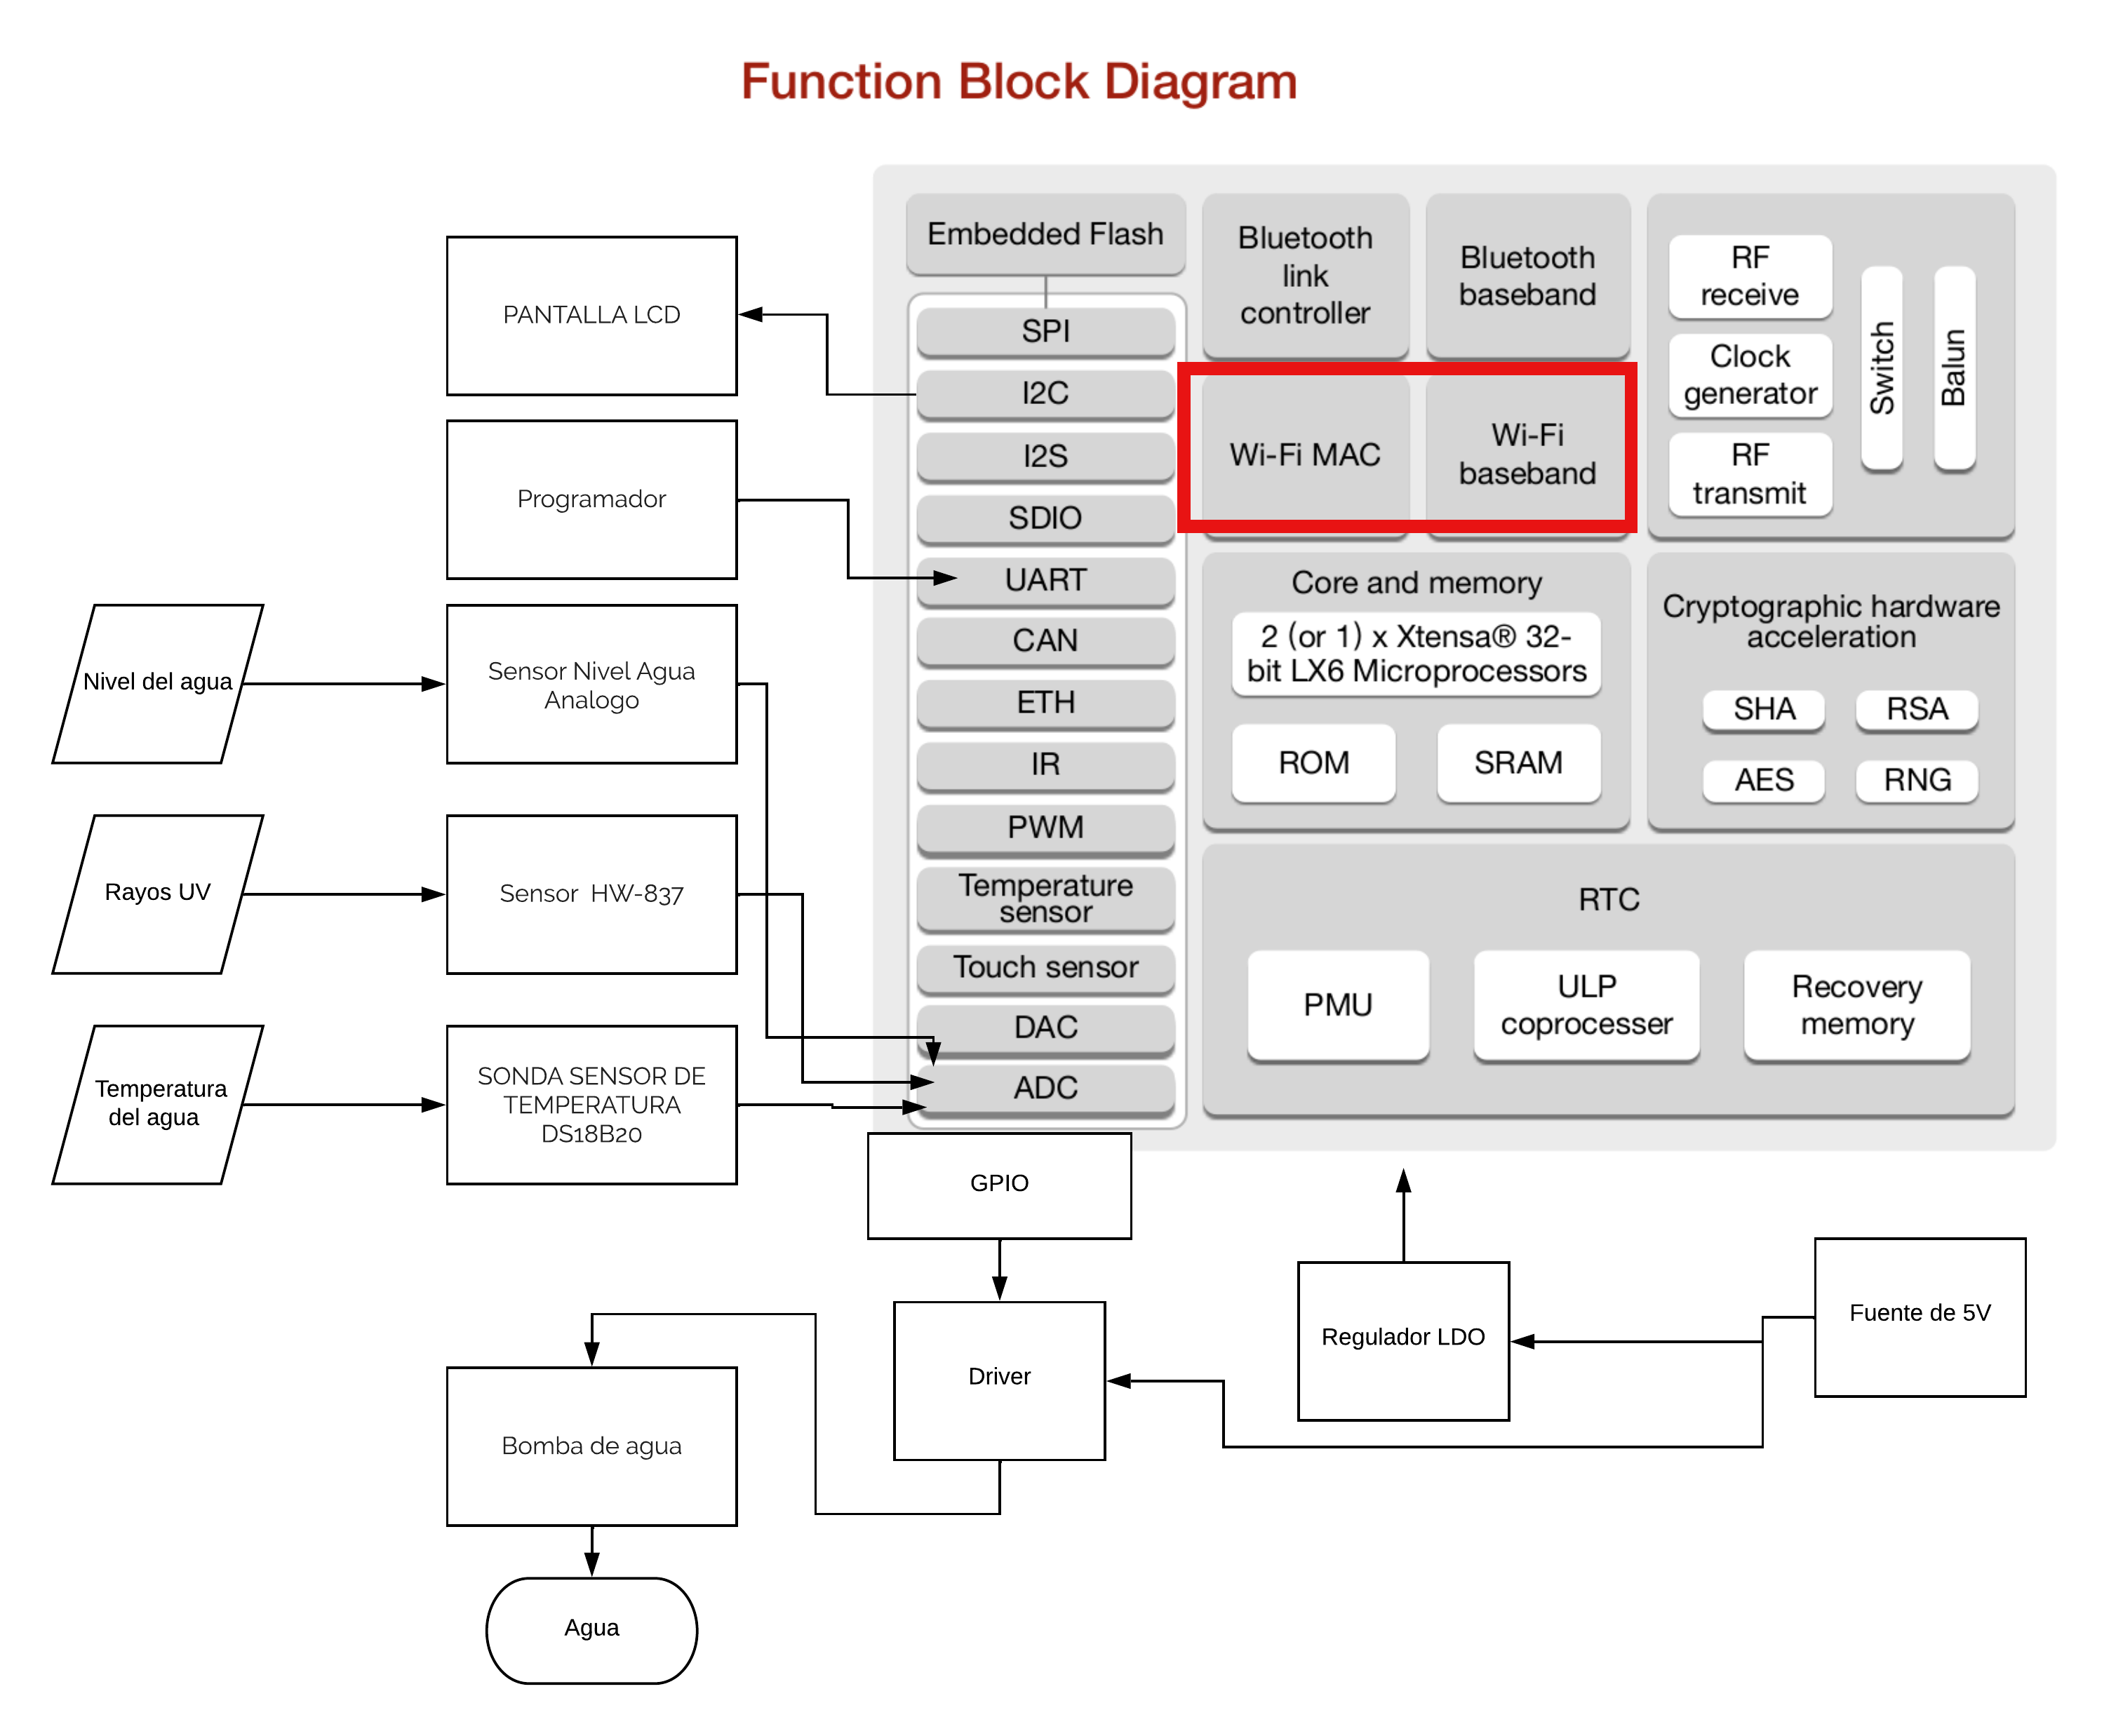 Function Block Diagram
PANTALLA LCD
Programador
Nivel del agua
Sensor Nivel Agua
Analogo
Rayos UV
Sensor HW-837
Temperatura
del agua
SONDA SENSOR DE
TEMPERATURA
DS18B20
Embedded Flash
SPI
I2C
I2S
SDIO
UART
CAN
ETH
IR
PWM
Temperature
sensor
Touch sensor
DAC
ADC
Bluetooth
link
controller
Bluetooth
baseband
Wi-Fi MAC
Wi-Fi
baseband
RF
receive
Clock
generator
RF
transmit
Switch
Balun
Core and memory
2 (or 1) x Xtensa® 32-
bit LX6 Microprocessors
ROM
SRAM
Cryptographic hardware
acceleration
SHA
RSA
AES
RNG
RTC
PMU
ULP
coprocesser
Recovery
memory
GPIO
Driver
Regulador LDO
Fuente de 5V
Bomba de agua
Agua